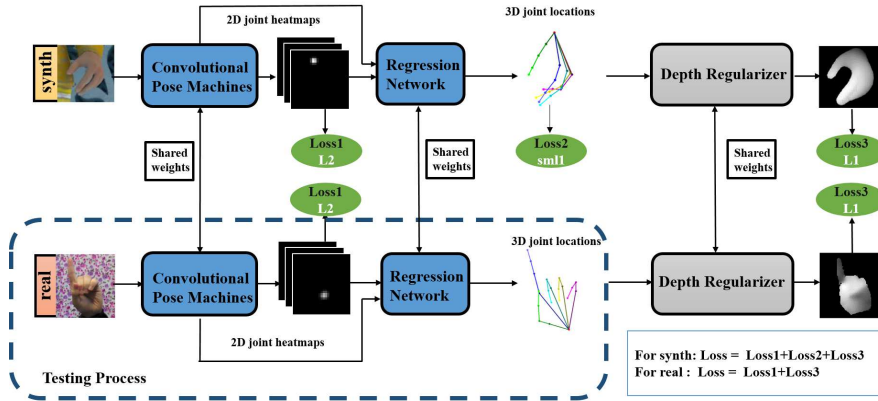 2D joint heatmaps
3D joint locations
synth
Convolutional
Pose Machines
Regression
Network
Depth Regularizer
Loss1
L2
Loss2
sml1
Loss3
L1
Shared
weights
Shared
weights
Shared
weights
Loss1
L2
Loss3
L1
real
Convolutional
Pose Machines
Regression
Network
3D joint locations
Depth Regularizer
2D joint heatmaps
Testing Process
For synth: Loss = Loss1+Loss2+Loss3
For real : Loss = Loss1+Loss3